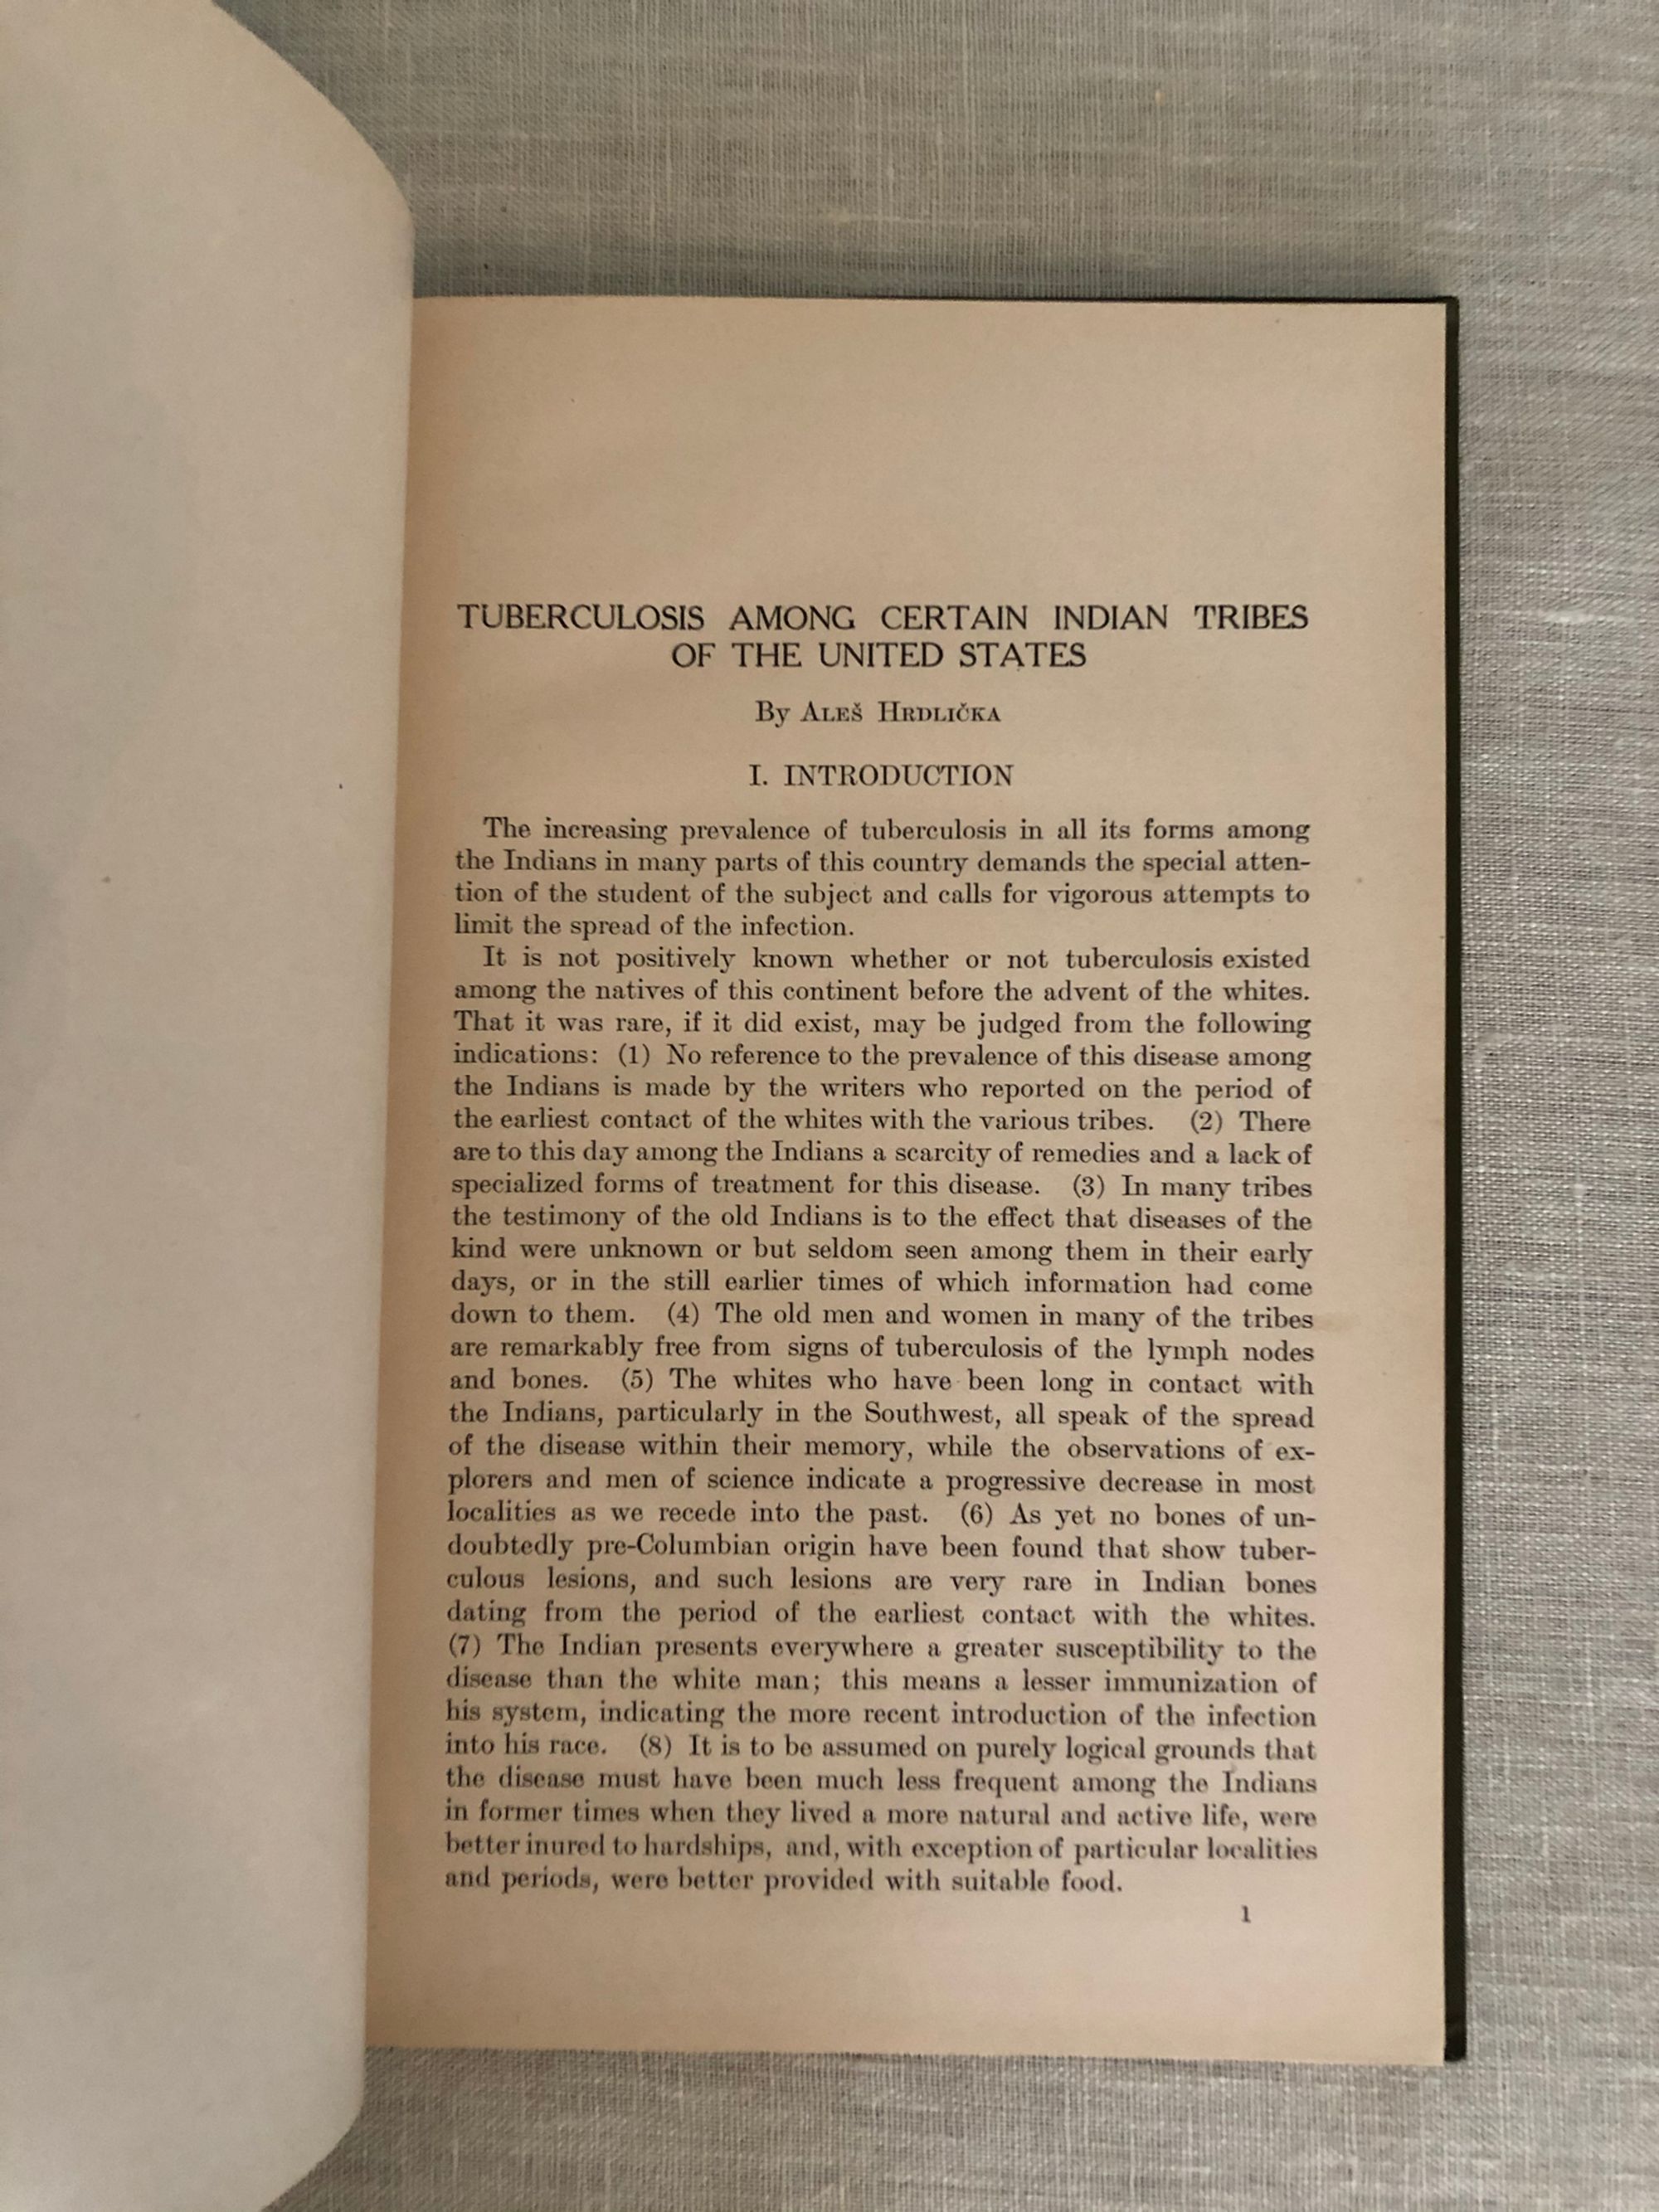 TUBERCULOSIS AMONG CERTAIN INDIAN TRIBES
OF THE UNITED STATES
By ALEŠ HRDLIČKA
I. INTRODUCTION
The increasing prevalence of tuberculosis in all its forms among
the Indians in many parts of this country demands the special atten-
tion of the student of the subject and calls for vigorous attempts to
limit the spread of the infection.
It is not positively known whether or not tuberculosis existed
among the natives of this continent before the advent of the whites.
That it was rare, if it did exist, may be judged from the following
indications: (1) No reference to the prevalence of this disease among
the Indians is made by the writers who reported on the period of
the earliest contact of the whites with the various tribes. (2) There
are to this day among the Indians a scarcity of remedies and a lack of
specialized forms of treatment for this disease. (3) In many tribes
the testimony of the old Indians is to the effect that diseases of the
kind were unknown or but seldom seen among them in their early
days, or in the still earlier times of which information had come
down to them. (4) The old men and women in many of the tribes
are remarkably free from signs of tuberculosis of the lymph nodes
and bones. (5) The whites who have been long in contact with
the Indians, particularly in the Southwest, all speak of the spread
of the disease within their memory, while the observations of ex-
plorers and men of science indicate a progressive decrease in most
localities as we recede into the past. (6) As yet no bones of un-
doubtedly pre-Columbian origin have been found that show tuber-
culous lesions, and such lesions are very rare in Indian bones
dating from the period of the earliest contact with the whites.
(7) The Indian presents everywhere a greater susceptibility to the
disease than the white man; this means a lesser immunization of
his system, indicating the more recent introduction of the infection
into his race. (8) It is to be assumed on purely logical grounds that
the disease must have been much less frequent among the Indians
in former times when they lived a more natural and active life, were
better inured to hardships, and, with exception of particular localities
and periods, were better provided with suitable food.
1